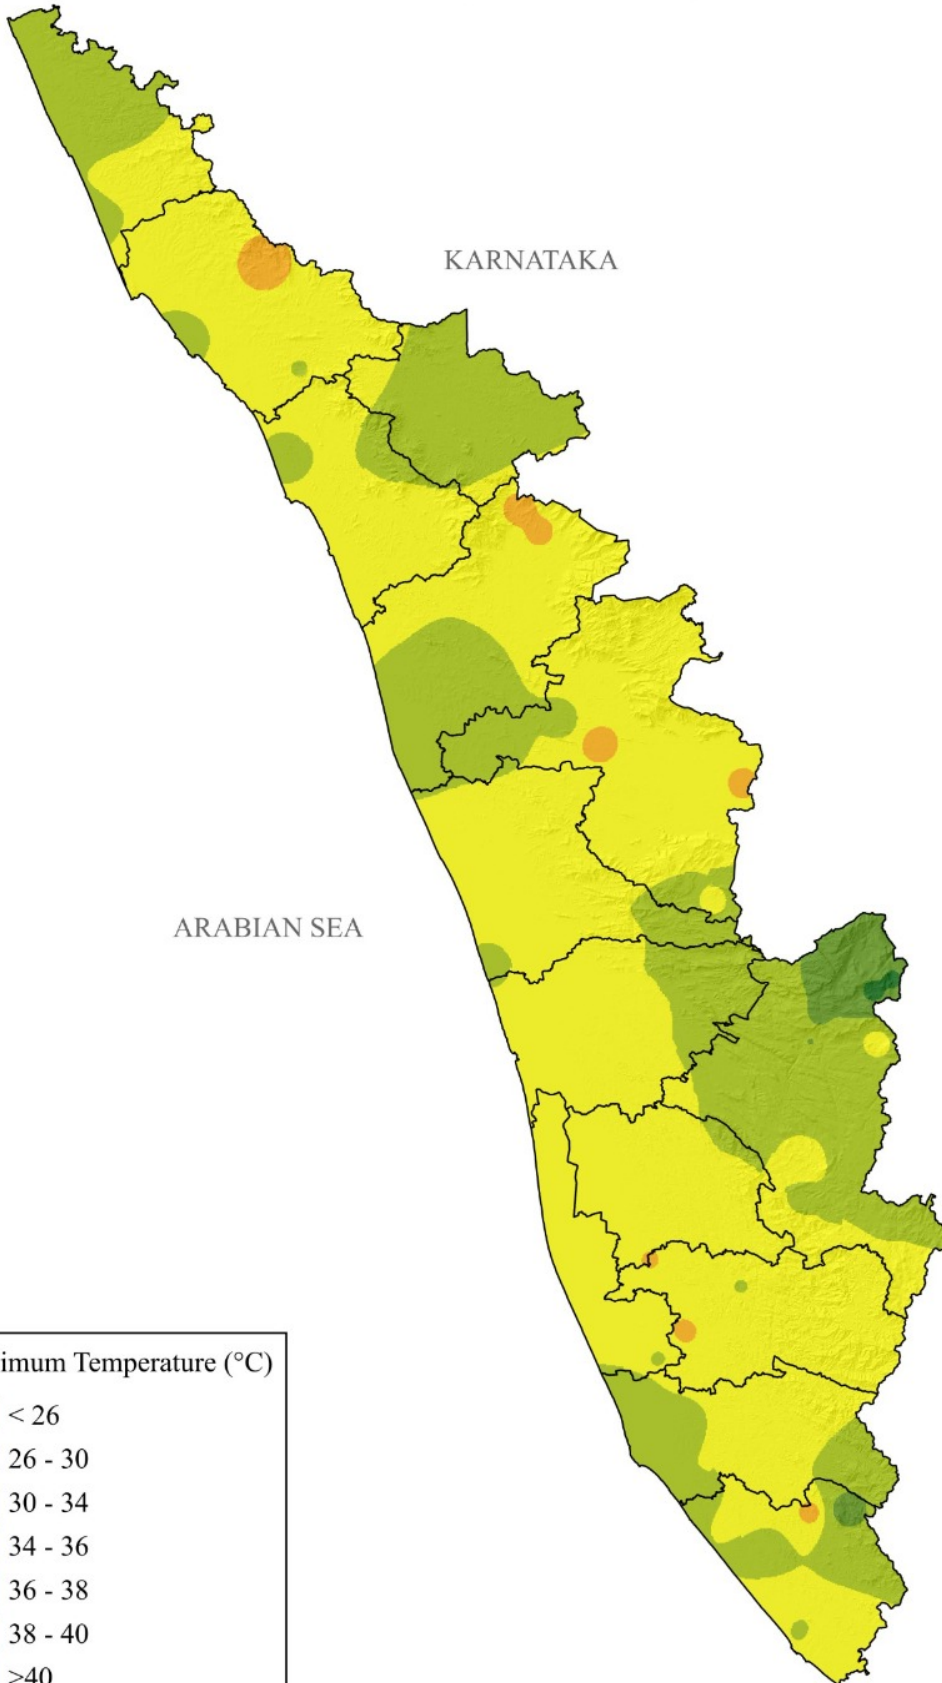 KARNATAKA
ARABIAN SEA
imum Temperature (°C)
< 26
26 - 30
30 - 34
34 - 36
36 - 38
38 - 40
>40